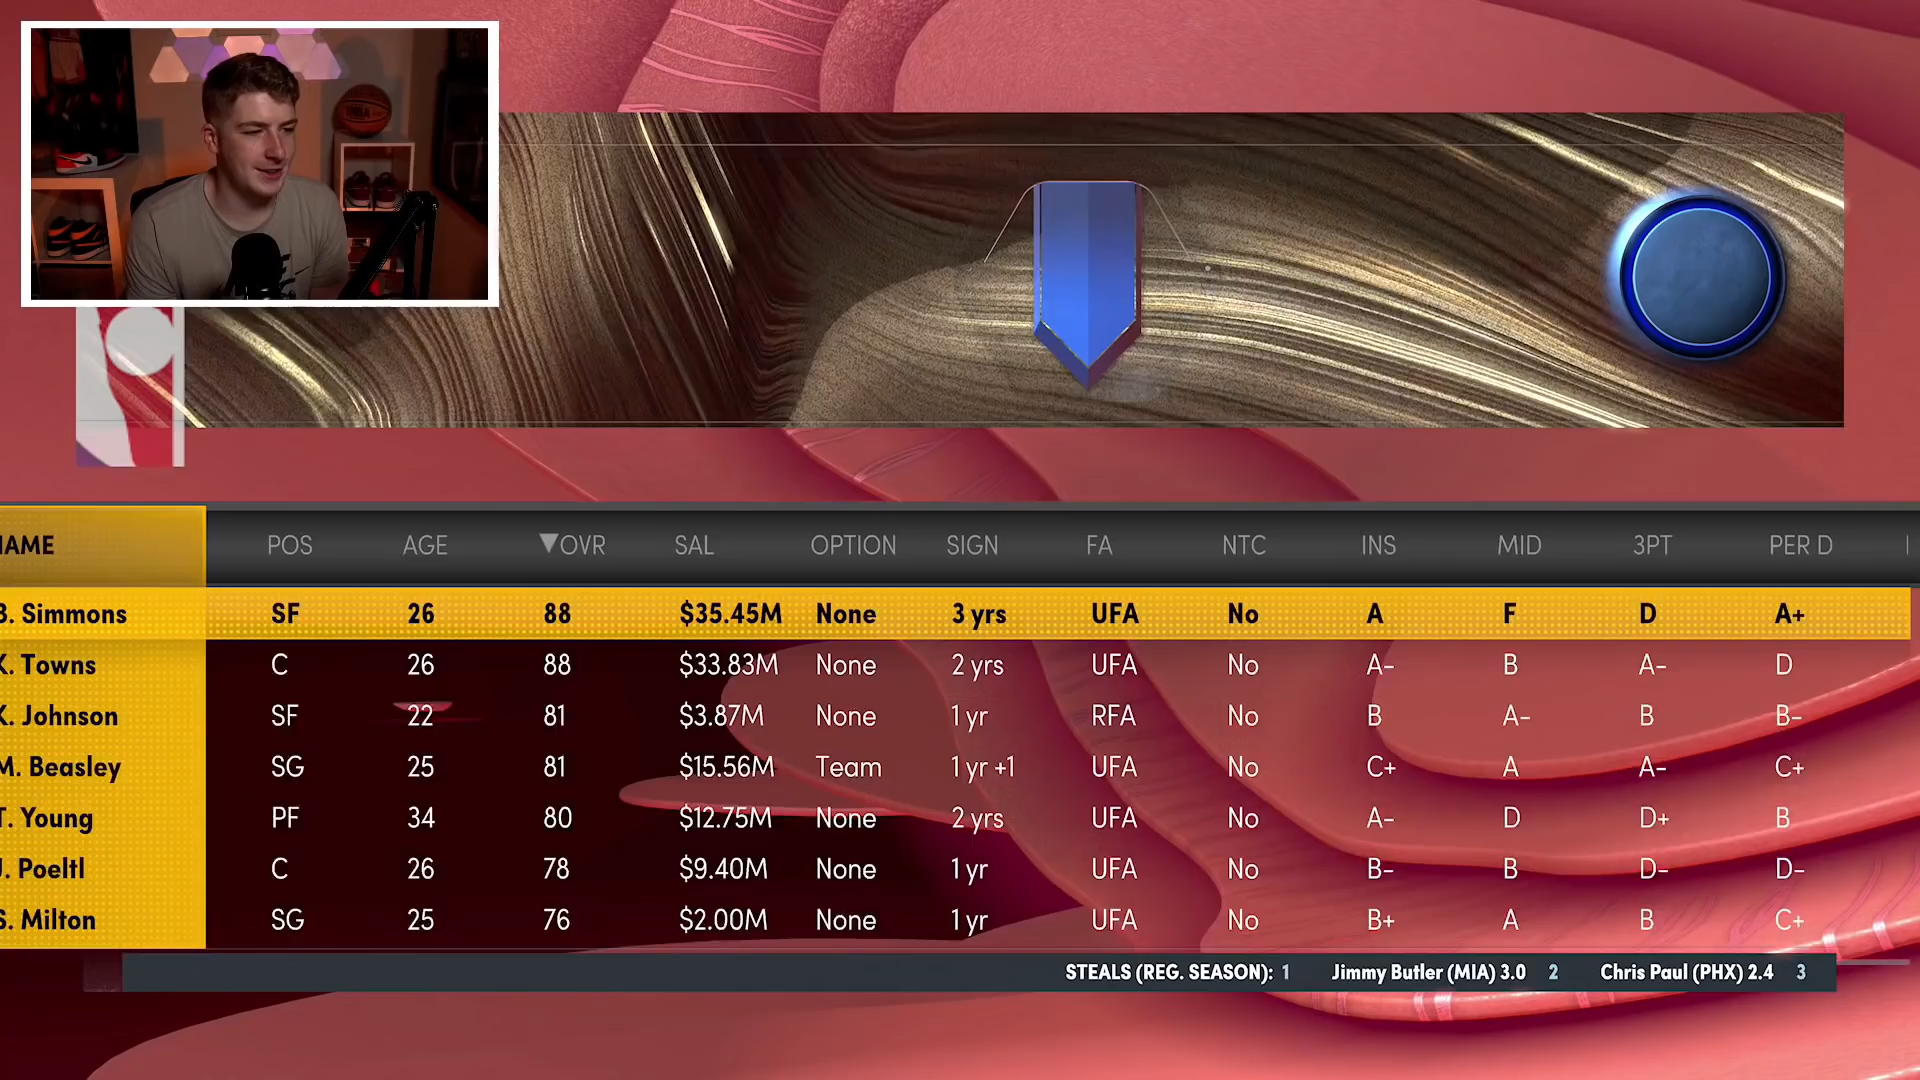 NAME POS AGE ▼OVR SAL OPTION SIGN FA NTC INS MID 3PT PER D
B. Simmons SF 26 88 $35.45M None 3 yrs UFA No A F D A+
K. Towns C 26 88 $33.83M None 2 yrs UFA No A- B A- D
K. Johnson SF 22 81 $3.87M None 1 yr RFA No B A- B B-
M. Beasley SG 25 81 $15.56M Team 1 yr +1 UFA No C+ A A- C+
T. Young PF 34 80 $12.75M None 2 yrs UFA No A- D D+ B
J. Poeltl C 26 78 $9.40M None 1 yr UFA No B- B D- D-
S. Milton SG 25 76 $2.00M None 1 yr UFA No B+ A B C+
STEALS (REG. SEASON): 1 Jimmy Butler (MIA) 3.0 2 Chris Paul (PHX) 2.4 3